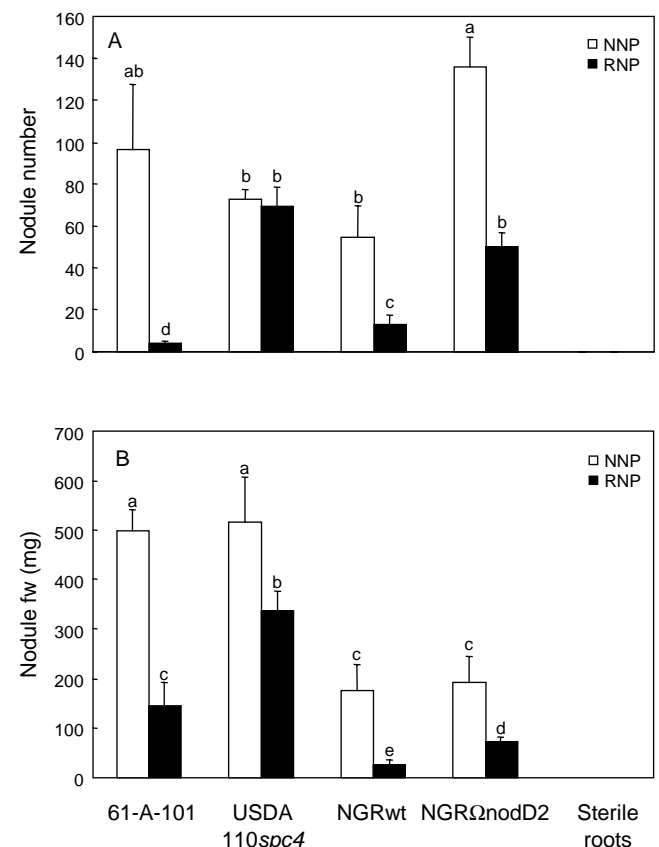 160
140
120
100
80
60
40
20
0
Nodule number
A
NNP
RNP
ab
d
b
b
b
c
a
b
700
600
500
400
300
200
100
0
Nodule fw (mg)
B
NNP
RNP
a
c
a
b
c
e
c
d
61-A-101
USDA
110spc4
NGRwt
NGRΩnodD2
Sterile
roots